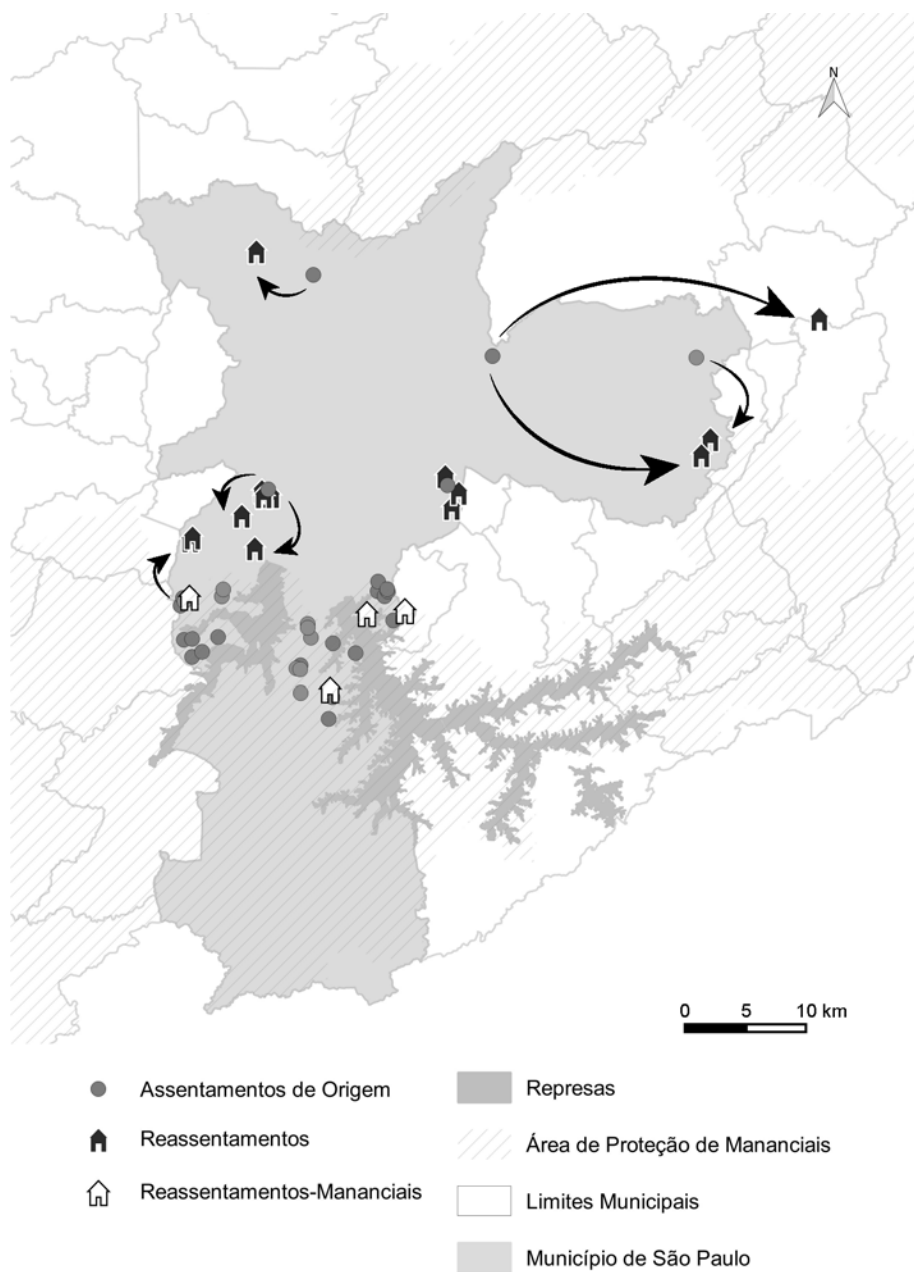 N
0 5 10 km
Assentamentos de Origem
Reassentamentos
Reassentamentos-Mananciais
Represas
Área de Proteção de Mananciais
Limites Municipais
Município de São Paulo